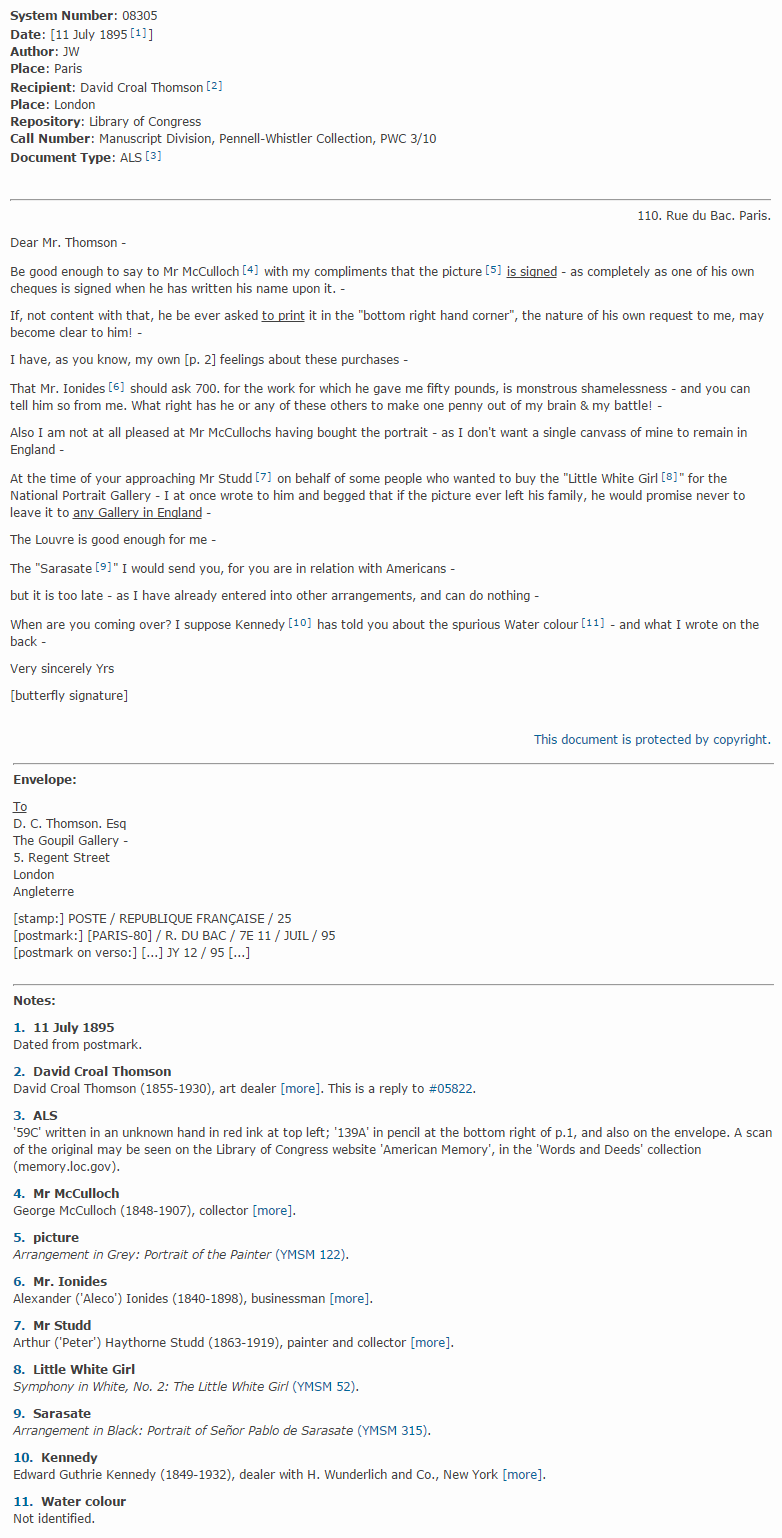 System Number: 08305
Date: [11 July 1895 [1] ]
Author: JW
Place: Paris
Recipient: David Croal Thomson [2]
Place: London
Repository: Library of Congress
Call Number: Manuscript Division, Pennell-Whistler Collection, PWC 3/10
Document Type: ALS [3]
110. Rue du Bac. Paris.
Dear Mr. Thomson -
Be good enough to say to Mr McCulloch [4] with my compliments that the picture [5] is signed - as completely as one of his own
cheques is signed when he has written his name upon it. -
If, not content with that, he be ever asked to print it in the "bottom right hand corner", the nature of his own request to me, may
become clear to him! -
I have, as you know, my own [p. 2] feelings about these purchases -
That Mr. Ionides [6] should ask 700. for the work for which he gave me fifty pounds, is monstrous shamelessness - and you can
tell him so from me. What right has he or any of these others to make one penny out of my brain & my battle! -
Also I am not at all pleased at Mr McCullochs having bought the portrait - as I don't want a single canvass of mine to remain in
England -
At the time of your approaching Mr Studd [7] on behalf of some people who wanted to buy the "Little White Girl [8]" for the
National Portrait Gallery - I at once wrote to him and begged that if the picture ever left his family, he would promise never to
leave it to any Gallery in England -
The Louvre is good enough for me -
The "Sarasate [9]" I would send you, for you are in relation with Americans -
but it is too late - as I have already entered into other arrangements, and can do nothing -
When are you coming over? I suppose Kennedy [10] has told you about the spurious Water colour [11] - and what I wrote on the
back -
Very sincerely Yrs
[butterfly signature]
This document is protected by copyright.
Envelope:
To
D. C. Thomson. Esq
The Goupil Gallery -
5. Regent Street
London
Angleterre
[stamp:] POSTE / REPUBLIQUE FRANÇAISE / 25
[postmark:] [PARIS-80] / R. DU BAC / 7E 11 / JUIL / 95
[postmark on verso:] [...] JY 12 / 95 [...]
Notes:
1. 11 July 1895
Dated from postmark.
2. David Croal Thomson
David Croal Thomson (1855-1930), art dealer [more]. This is a reply to #05822.
3. ALS
'59C' written in an unknown hand in red ink at top left; '139A' in pencil at the bottom right of p.1, and also on the envelope. A scan
of the original may be seen on the Library of Congress website 'American Memory', in the 'Words and Deeds' collection
(memory.loc.gov).
4. Mr McCulloch
George McCulloch (1848-1907), collector [more].
5. picture
Arrangement in Grey: Portrait of the Painter (YMSM 122).
6. Mr. Ionides
Alexander ('Aleco') Ionides (1840-1898), businessman [more].
7. Mr Studd
Arthur ('Peter') Haythorne Studd (1863-1919), painter and collector [more].
8. Little White Girl
Symphony in White, No. 2: The Little White Girl (YMSM 52).
9. Sarasate
Arrangement in Black: Portrait of Señor Pablo de Sarasate (YMSM 315).
10. Kennedy
Edward Guthrie Kennedy (1849-1932), dealer with H. Wunderlich and Co., New York [more].
11. Water colour
Not identified.